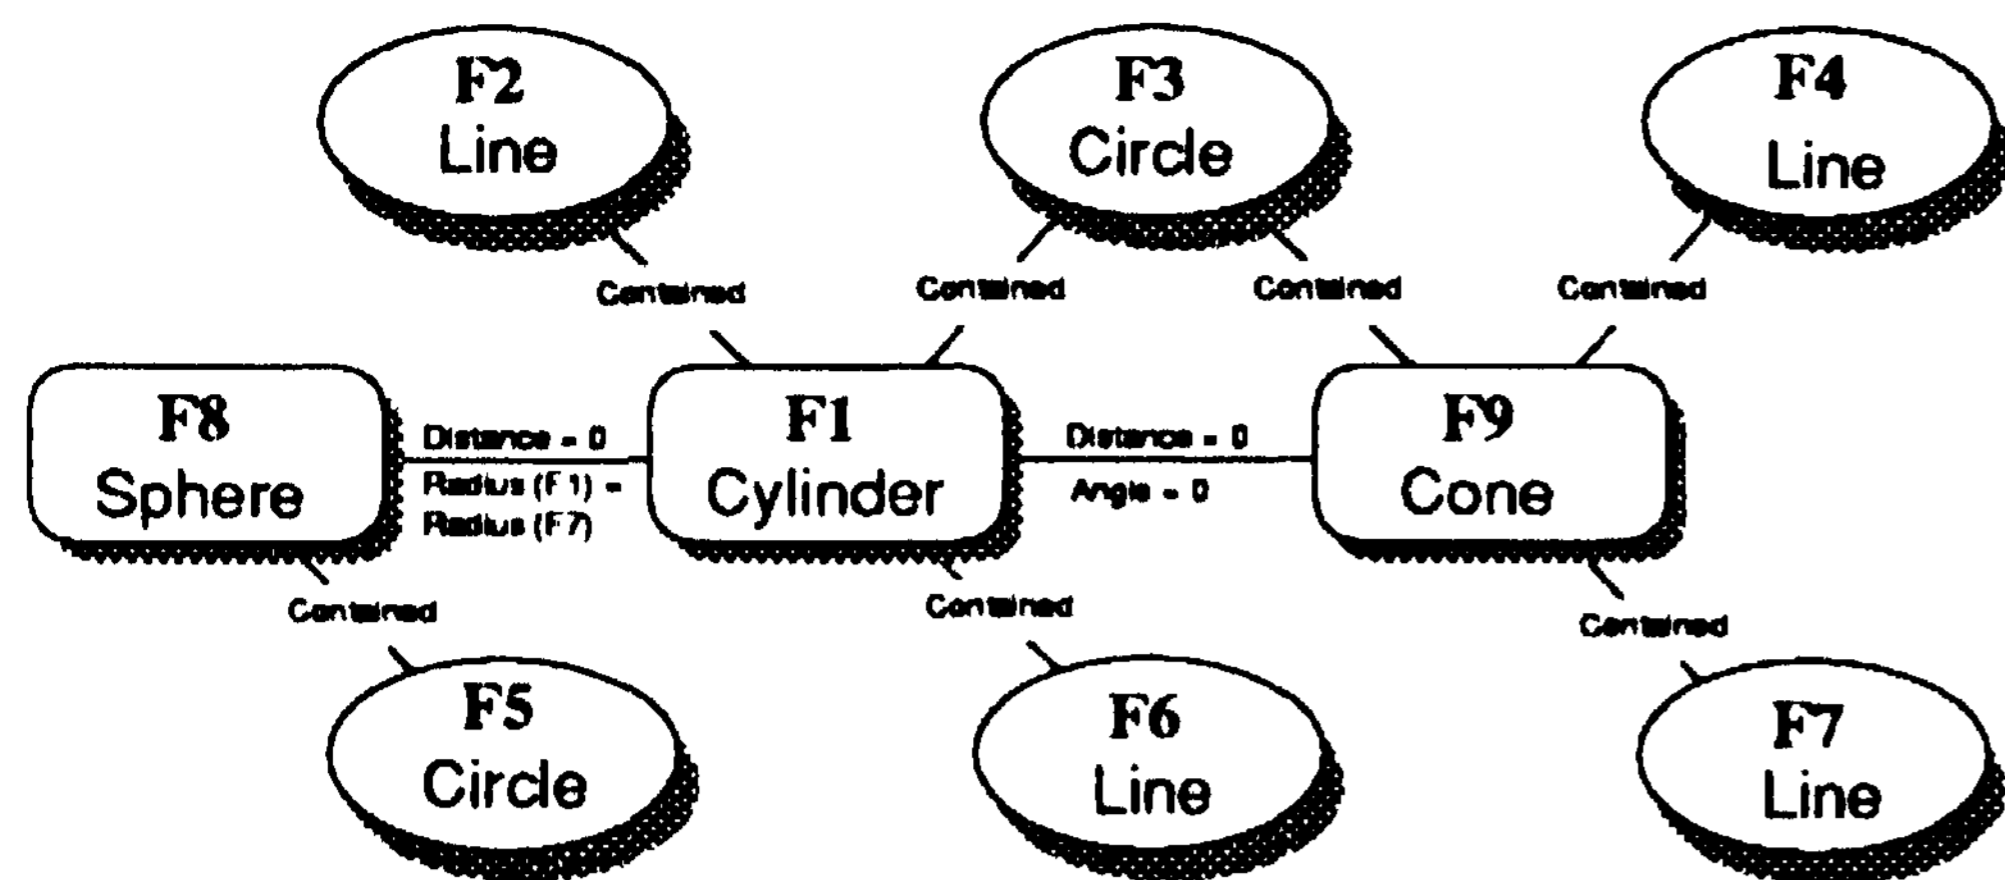 F2
Line
F3
Circle
F4
Line
Contained
Contained
Contained
Contained
F8
Sphere
Distance = 0
Radius (F1) =
Radius (F7)
F1
Cylinder
Distance = 0
Angle = 0
F9
Cone
Contained
Contained
Contained
F5
Circle
F6
Line
F7
Line